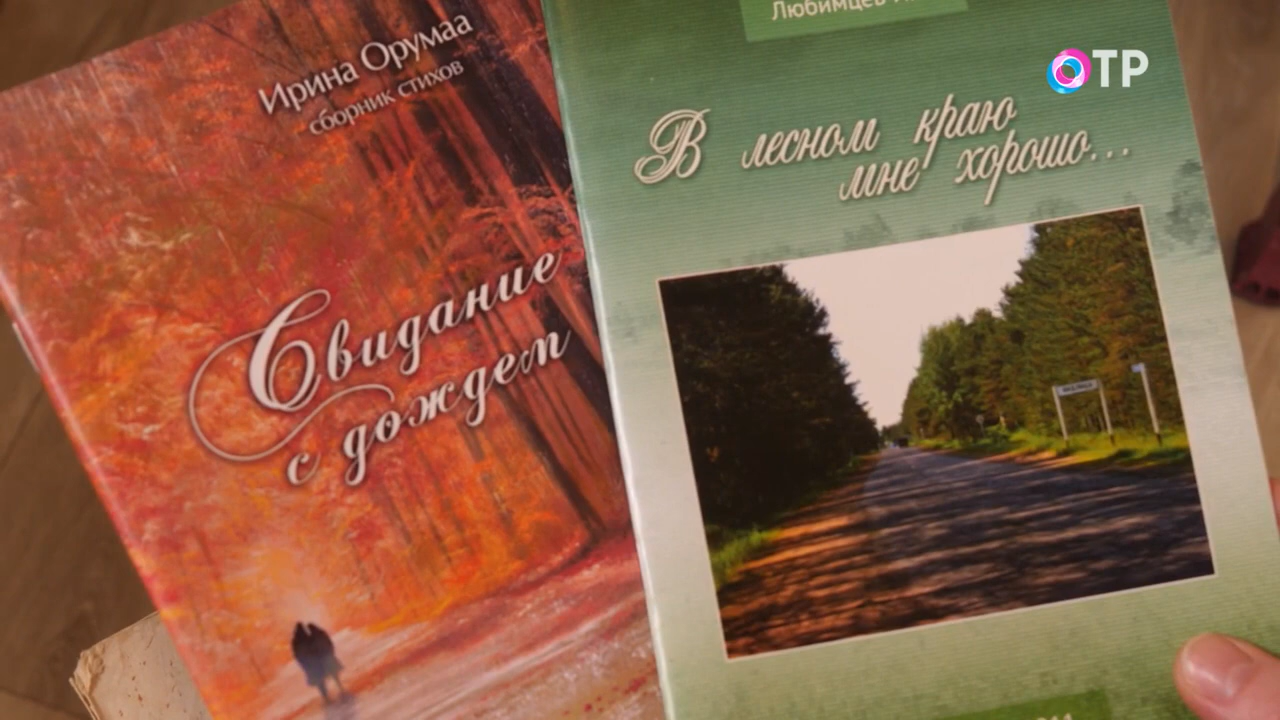 Ирина Орумаа
сборник стихов
Свидание
с дождем
Любимцев
В лесном краю
мне хорошо...
ОТР